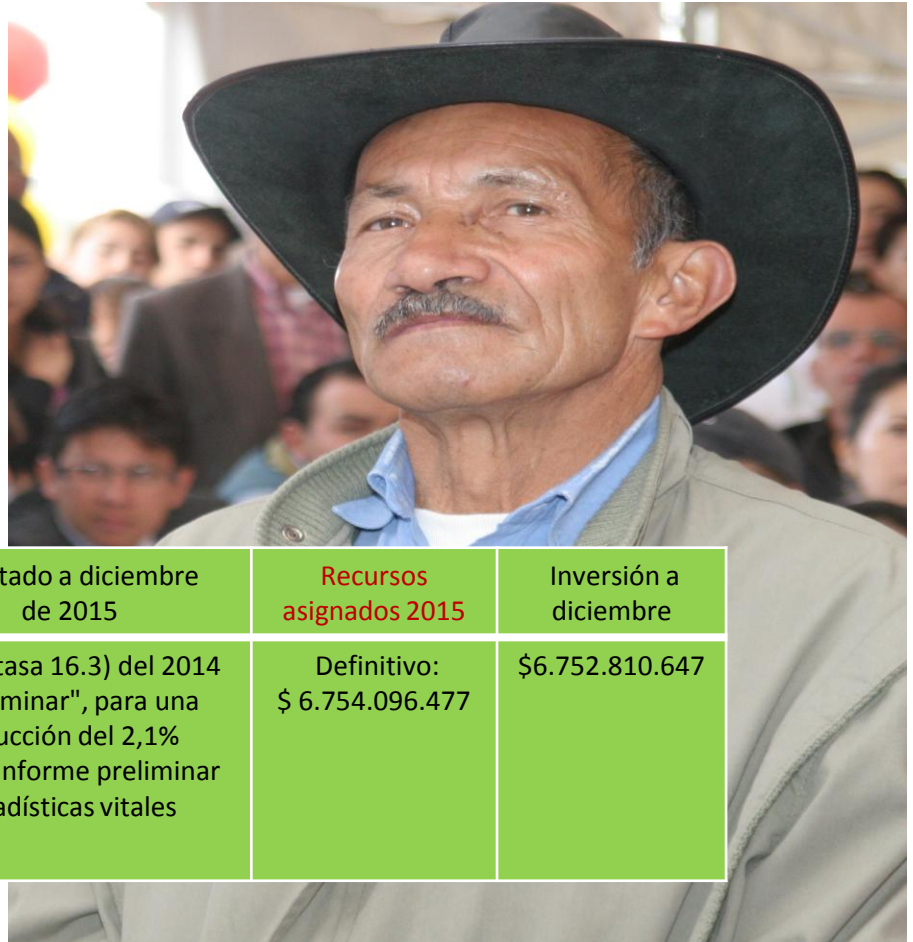 tado a diciembre
de 2015
Recursos
asignados 2015
Inversión a
diciembre
tasa 16.3) del 2014
minar", para una
ucción del 2,1%
nforme preliminar
adísticas vitales
Definitivo:
$ 6.754.096.477
$6.752.810.647